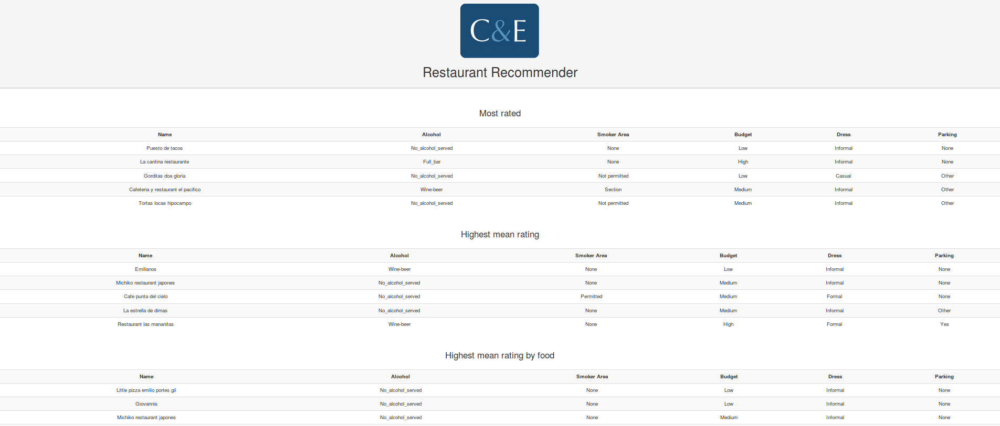 C&E
Restaurant Recommender
Most rated
Name Alcohol Smoker Area Budget Dress Parking
Puesto de tacos No_alcohol_served None Low Informal None
La cantina restaurante Full_bar None High Informal None
Gorditas doa gloria No_alcohol_served Not permitted Low Casual Other
Cafeteria y restaurant el pacifico Wine-beer Section Medium Informal Other
Tortas locas hipocampo No_alcohol_served Not permitted Medium Informal Other
Highest mean rating
Name Alcohol Smoker Area Budget Dress Parking
Emilianos Wine-beer None Low Informal None
Michiko restaurant japones No_alcohol_served None Medium Informal None
Cafe punta del cielo No_alcohol_served Permitted Medium Formal None
La estrella de dimas No_alcohol_served None Medium Informal Other
Restaurant las mananitas Wine-beer None High Formal Yes
Highest mean rating by food
Name Alcohol Smoker Area Budget Dress Parking
Little pizza emilio portes gil No_alcohol_served None Low Informal None
Giovannis No_alcohol_served None Low Informal None
Michiko restaurant japones No_alcohol_served None Medium Informal None